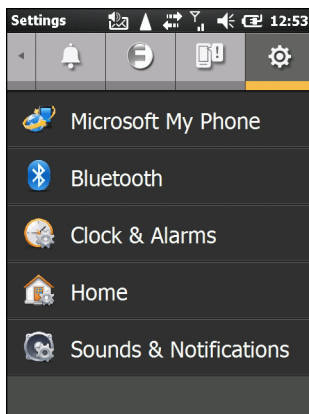 Settings 12:53
Microsoft My Phone
Bluetooth
Clock & Alarms
Home
Sounds & Notifications